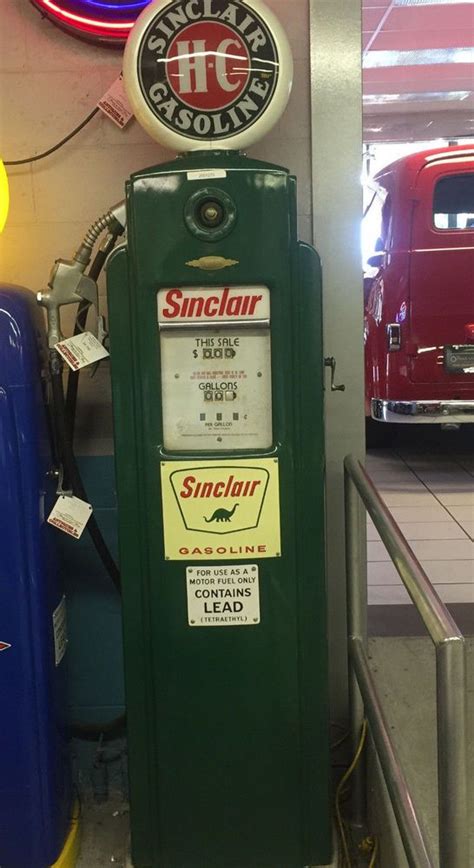 SINCLAIR
H-C
GASOLINE
Sinclair
THIS SALE
$
GALLONS
PER GALLON
Sinclair
GASOLINE
FOR USE AS A
MOTOR FUEL ONLY
CONTAINS
LEAD
(TETRAETHYL)